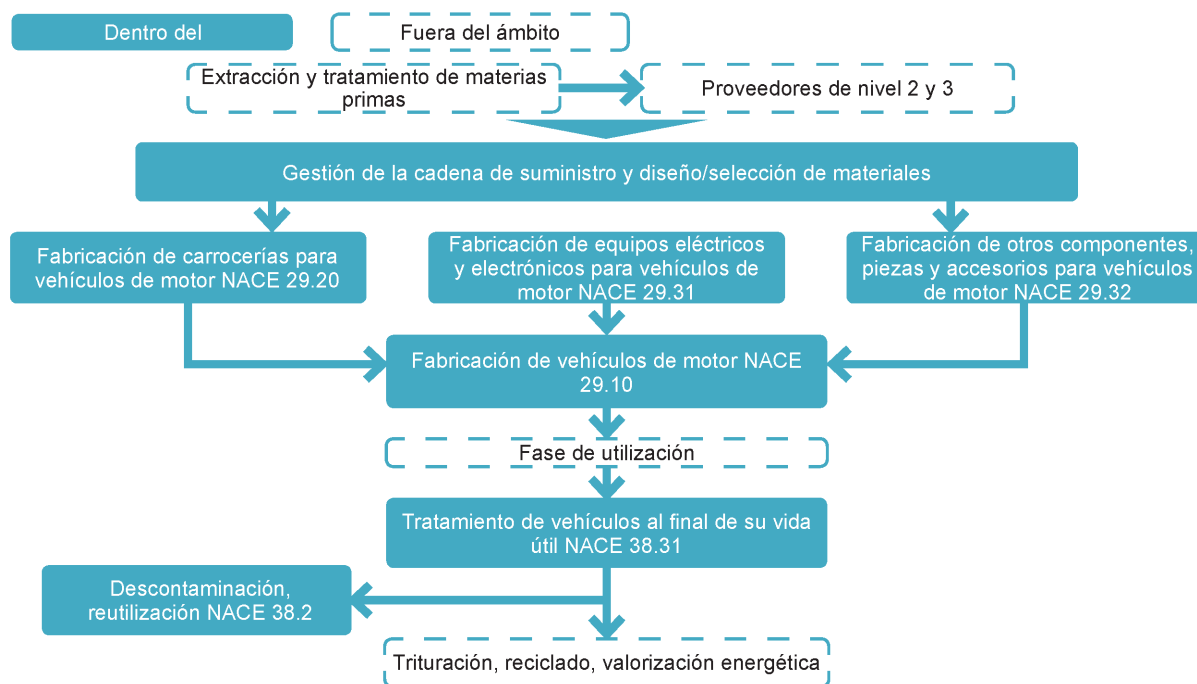 Dentro del
Fuera del ámbito
Extracción y tratamiento de materias
primas
Proveedores de nivel 2 y 3
Gestión de la cadena de suministro y diseño/selección de materiales
Fabricación de carrocerías para
vehículos de motor NACE 29.20
Fabricación de equipos eléctricos
y electrónicos para vehículos de
motor NACE 29.31
Fabricación de otros componentes,
piezas y accesorios para vehículos
de motor NACE 29.32
Fabricación de vehículos de motor NACE
29.10
Fase de utilización
Tratamiento de vehículos al final de su vida
útil NACE 38.31
Descontaminación,
reutilización NACE 38.2
Trituración, reciclado, valorización energética